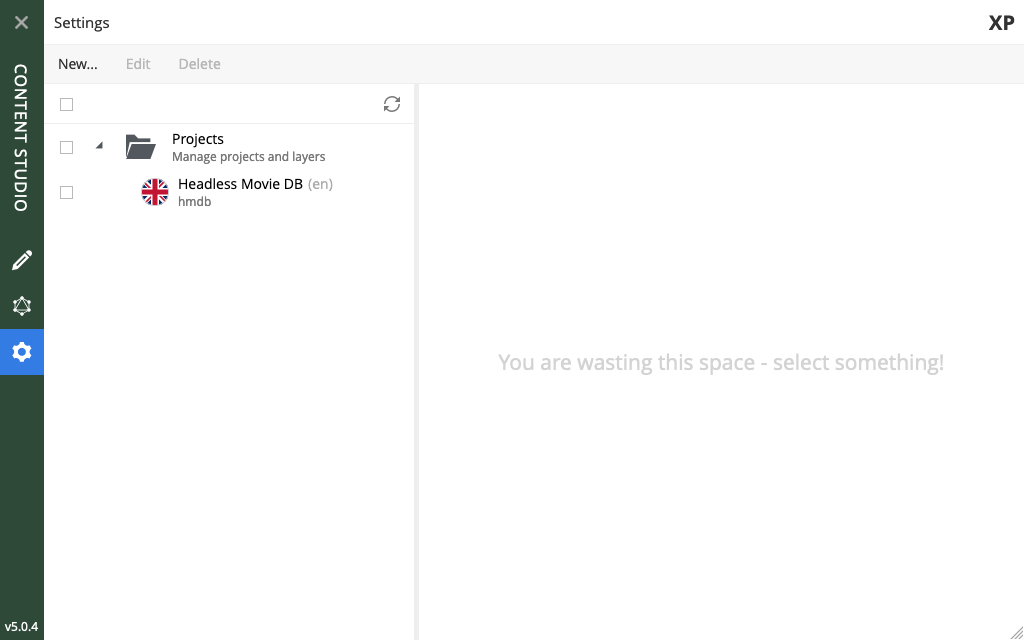 Settings
XP
New...
Edit
Delete
CONTENT STUDIO
Projects
Manage projects and layers
Headless Movie DB (en)
hmdb
You are wasting this space - select something!
v5.0.4